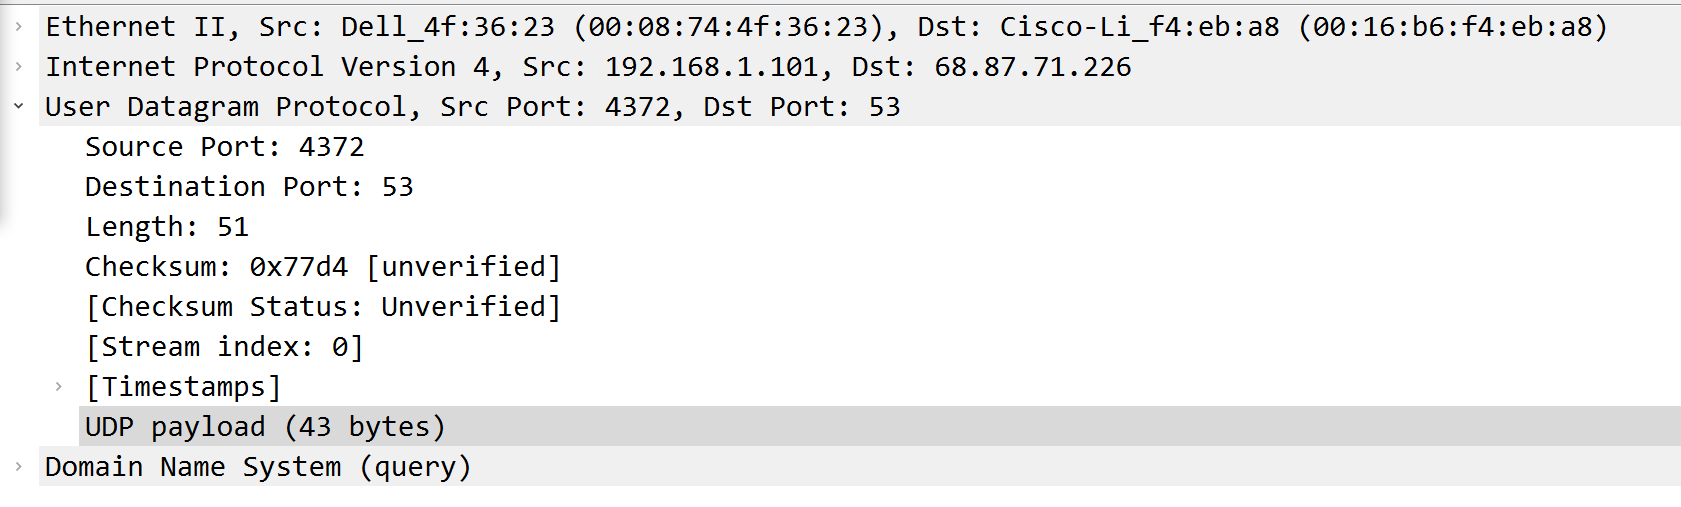 Ethernet II, Src: Dell_4f:36:23 (00:08:74:4f:36:23), Dst: Cisco-Li_f4:eb:a8 (00:16:b6:f4:eb:a8)
Internet Protocol Version 4, Src: 192.168.1.101, Dst: 68.87.71.226
User Datagram Protocol, Src Port: 4372, Dst Port: 53
Source Port: 4372
Destination Port: 53
Length: 51
Checksum: 0x77d4 [unverified]
[Checksum Status: Unverified]
[Stream index: 0]
[Timestamps]
UDP payload (43 bytes)
Domain Name System (query)